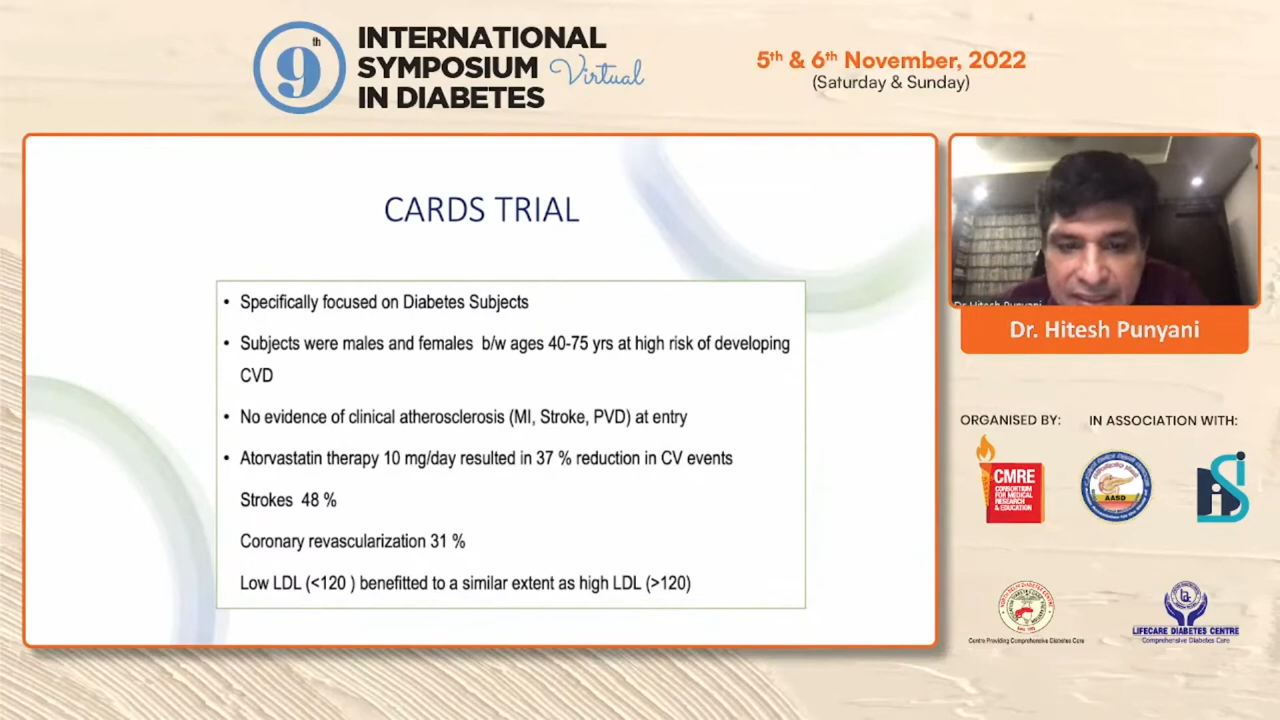 9th
INTERNATIONAL
SYMPOSIUM Virtual
IN DIABETES
5th & 6th November, 2022
(Saturday & Sunday)
CARDS TRIAL
• Specifically focused on Diabetes Subjects
• Subjects were males and females b/w ages 40-75 yrs at high risk of developing
CVD
• No evidence of clinical atherosclerosis (MI, Stroke, PVD) at entry
• Atorvastatin therapy 10 mg/day resulted in 37 % reduction in CV events
Strokes 48 %
Coronary revascularization 31 %
Low LDL (<120 ) benefitted to a similar extent as high LDL (>120)
Dr. Hitesh Punyani
Dr. Hitesh Punyani
ORGANISED BY:
IN ASSOCIATION WITH:
CMRE
CONSORTIUM
FOR MEDICAL
RESEARCH
& EDUCATION
AASD
Centre Providing Comprehensive Diabetes Care
LIFECARE DIABETES CENTRE
Comprehensive Diabetes Care